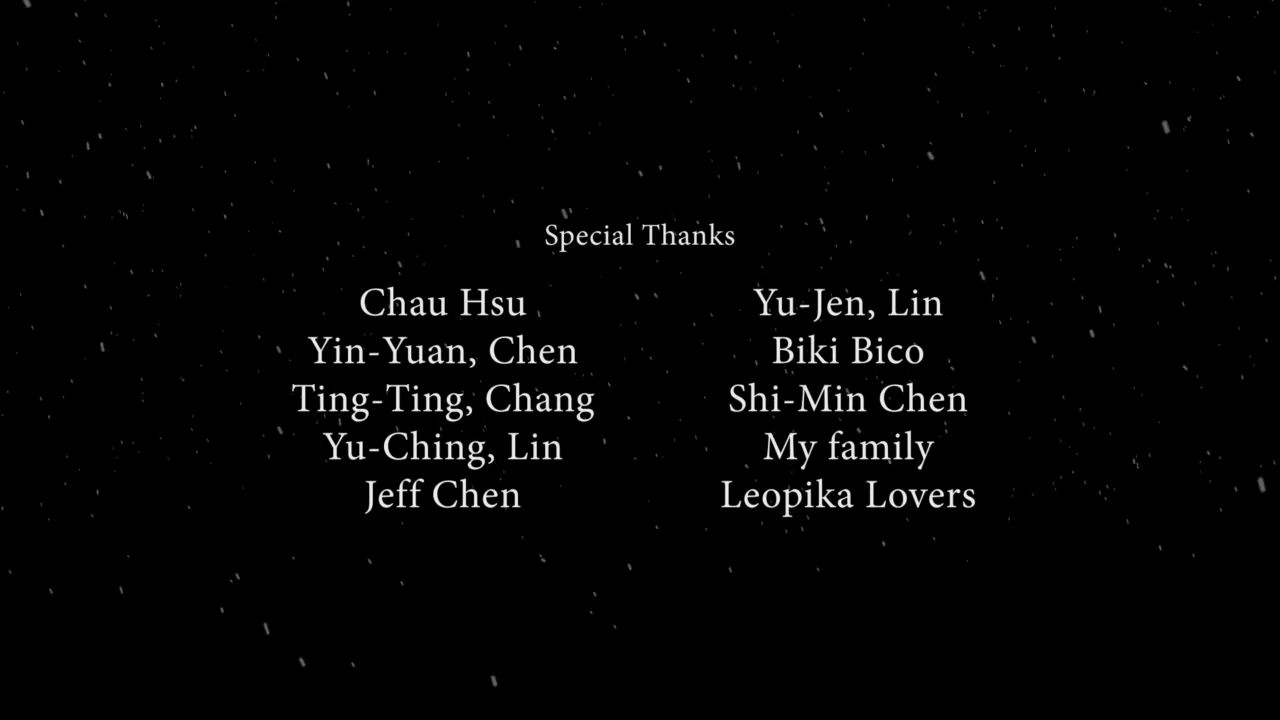 Special Thanks
Chau Hsu
Yin-Yuan, Chen
Ting-Ting, Chang
Yu-Ching, Lin
Jeff Chen
Yu-Jen, Lin
Biki Bico
Shi-Min Chen
My family
Leopika Lovers